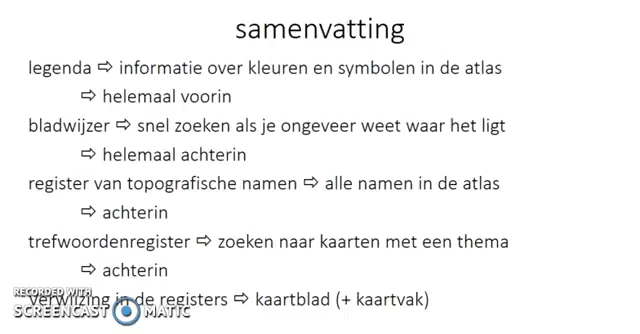 samenvatting
legenda ⇨ informatie over kleuren en symbolen in de atlas
⇨ helemaal voorin
bladwijzer ⇨ snel zoeken als je ongeveer weet waar het ligt
⇨ helemaal achterin
register van topografische namen ⇨ alle namen in de atlas
⇨ achterin
trefwoordenregister ⇨ zoeken naar kaarten met een thema
⇨ achterin
RECORDED WITH
verwijzing in de registers ⇨ kaartblad (+ kaartvak)
SCREENCAST MATIC